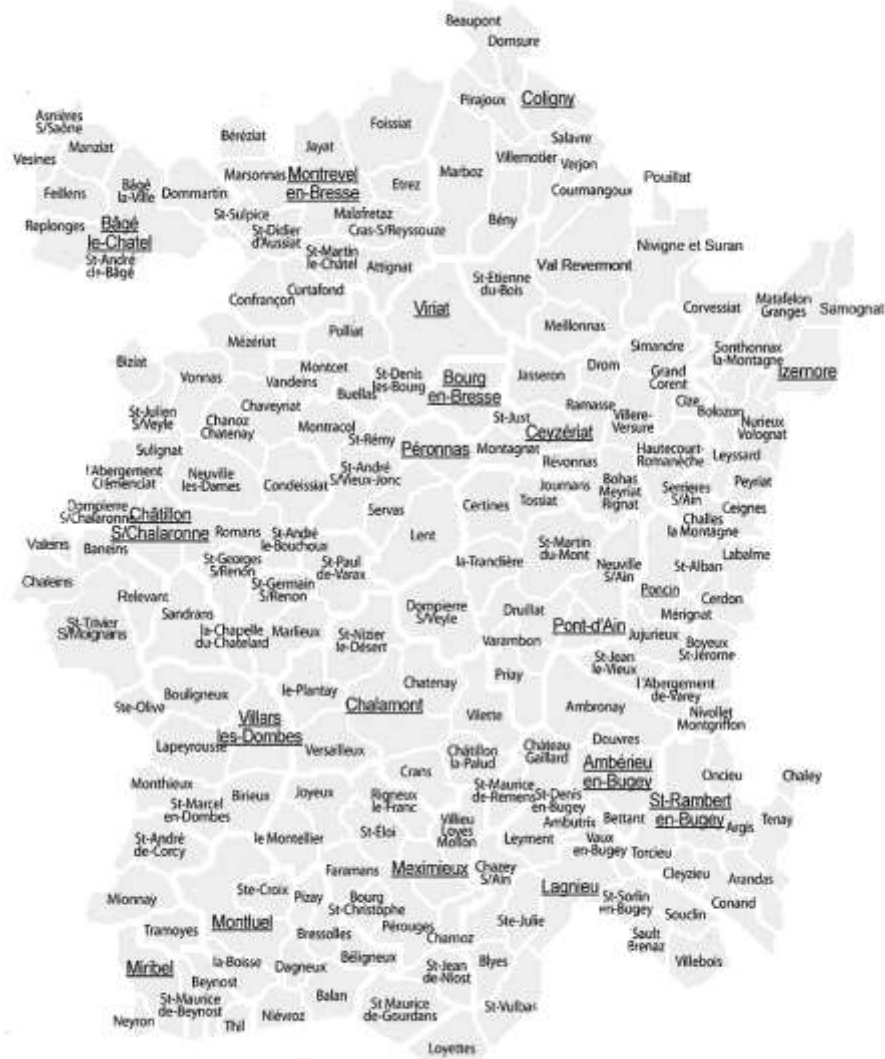 Beaupont
Domsure
Pirajoux
Coligny
Asnières
S/Saône
Foissiat
Manziat
Béréziat
Jayat
Salavre
Vesines
Villemotier
Verjon
Marsonnas
Montrevel
en-Bresse
Marboz
Pouillat
Feillens
Bâgé
la-Ville
Dommartin
Etrez
Courmangoux
St-Sulpice
Malafretaz
Bény
Replonges
Bâgé
le-Chatel
St-Didier
d'Aussiat
Cras-S/Reyssouze
Nivigne et Suran
St-André
de-Bâgé
St-Martin
le-Châtel
Attignat
St-Etienne
du-Bois
Val Revermont
Curtafond
Confrançon
Viriat
Corvessiat
Matafelon
Granges
Samognat
Polliat
Meillonnas
Mézériat
Simandre
Sonthonnax
la-Montagne
Biziat
Montcet
St-Denis
les-Bourg
Drom
Vonnas
Vandeins
Bourg
en-Bresse
Jasseron
Grand
Corent
Izernore
Buellas
Chaveyriat
Ramasse
Cize
Bolozon
St-Julien
S/Veyle
Chanoz
Chatenay
Montracol
St-Just
Villere-
Versure
Nurieux
Volognat
St-Rémy
Ceyzériat
Sulignat
Péronnas
Montagnat
Hautecourt-
Romanèche
Leyssard
l'Abergement
Clémenciat
Neuville
les-Dames
Condeissiat
St-André
S/Vieux-Jonc
Revonnas
Journans
Bohas
Meyriat
Rignat
Serrieres
S/Ain
Peyriat
Dompierre
S/Chalaronne
Châtillon
S/Chalaronne
Servas
Certines
Tossiat
Ceignes
Challes
la Montagne
Valeins
Baneins
Romans
St-André
le-Bouchoux
Lent
St-Martin
du-Mont
Labalme
St-Georges
S/Renon
St-Paul
de-Varax
la-Tranclière
Neuville
S/Ain
St-Alban
Chaleins
St-Germain
S/Renon
Poncin
Cerdon
Relevant
Sandrans
Dompierre
S/Veyle
Druillat
Mérignat
St-Trivier
S/Moignans
la-Chapelle
du-Chatelard
Marlieux
St-Nizier
le-Désert
Pont-d'Ain
Jujurieux
Varambon
Boyeux
St-Jérome
St-Jean
le-Vieux
Chatenay
Priay
l'Abergement
de-Varey
Bouligneux
le-Plantay
Ste-Olive
Chalamont
Ambronay
Nivollet
Montgriffon
Villars
les-Dombes
Vilette
Lapeyrousse
Versailleux
Châtillon
la-Palud
Château
Gaillard
Douvres
Crans
Ambérieu
en-Bugey
Oncieu
Chaley
Monthieux
Birieux
Joyeux
Rigneux
le-Franc
St-Maurice
de-Remens
St-Denis
en-Bugey
St-Rambert
en-Bugey
St-Marcel
en-Dombes
Ambutrix
Bettant
Argis
Tenay
St-André
de-Corcy
le Montellier
St-Eloi
Villieu
Loyes
Mollon
Leyment
Vaux
en-Bugey
Torcieu
Faramans
Meximieux
Chazey
S/Ain
Cleyzieu
Arandas
Mionnay
Ste-Croix
Pizay
Bourg
St-Christophe
Lagnieu
St-Sorlin
en-Bugey
Conand
Souclin
Tramoyes
Montluel
Bressolles
Pérouges
Charnoz
Ste-Julie
Sault
Brenaz
Miribel
la-Boisse
Dagneux
Béligneux
St-Jean
de-Niost
Blyes
Villebois
Beynost
St-Maurice
de-Beynost
Balan
St Maurice
de-Gourdans
St-Vulbas
Neyron
Thil
Niévroz
Loyettes